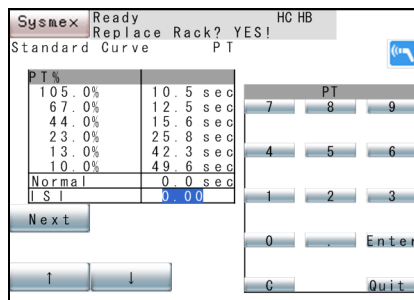 Sysmex Ready HC HB
Replace Rack? YES!
Standard Curve PT
PT%
105.0% 10.5 sec
67.0% 12.5 sec
44.0% 15.6 sec
23.0% 25.8 sec
13.0% 42.3 sec
10.0% 49.6 sec
Normal 0.0 sec
ISI 0.00
Next
↑ ↓
PT
7 8 9
4 5 6
1 2 3
0 . Enter
C Quit